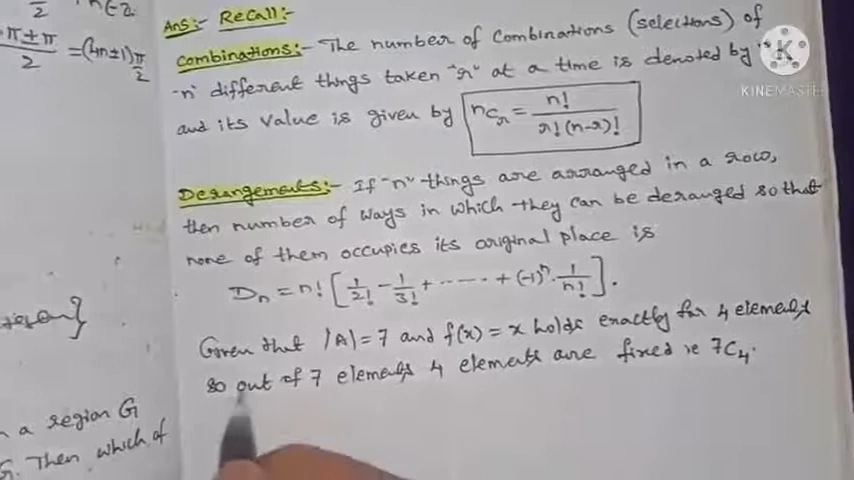 π/2
·π±π/2 = (4n±1)π/2
Ans:- Recall:-
Combinations:- The number of combinations (selections) of
"n" different things taken "r" at a time is denoted by
and its value is given by nCr = n!/r!(n-r)!
Derangements:- If "n" things are arranged in a row,
then number of ways in which they can be deranged so that
none of them occupies its original place is
Dn = n! [1/2! - 1/3! + ------ + (-1)^n · 1/n!].
Given that |A| = 7 and f(x) = x holds exactly for 4 elements
so out of 7 elements 4 elements are fixed ie 7C4.
a region G
G. Then which of
KINEMASTER